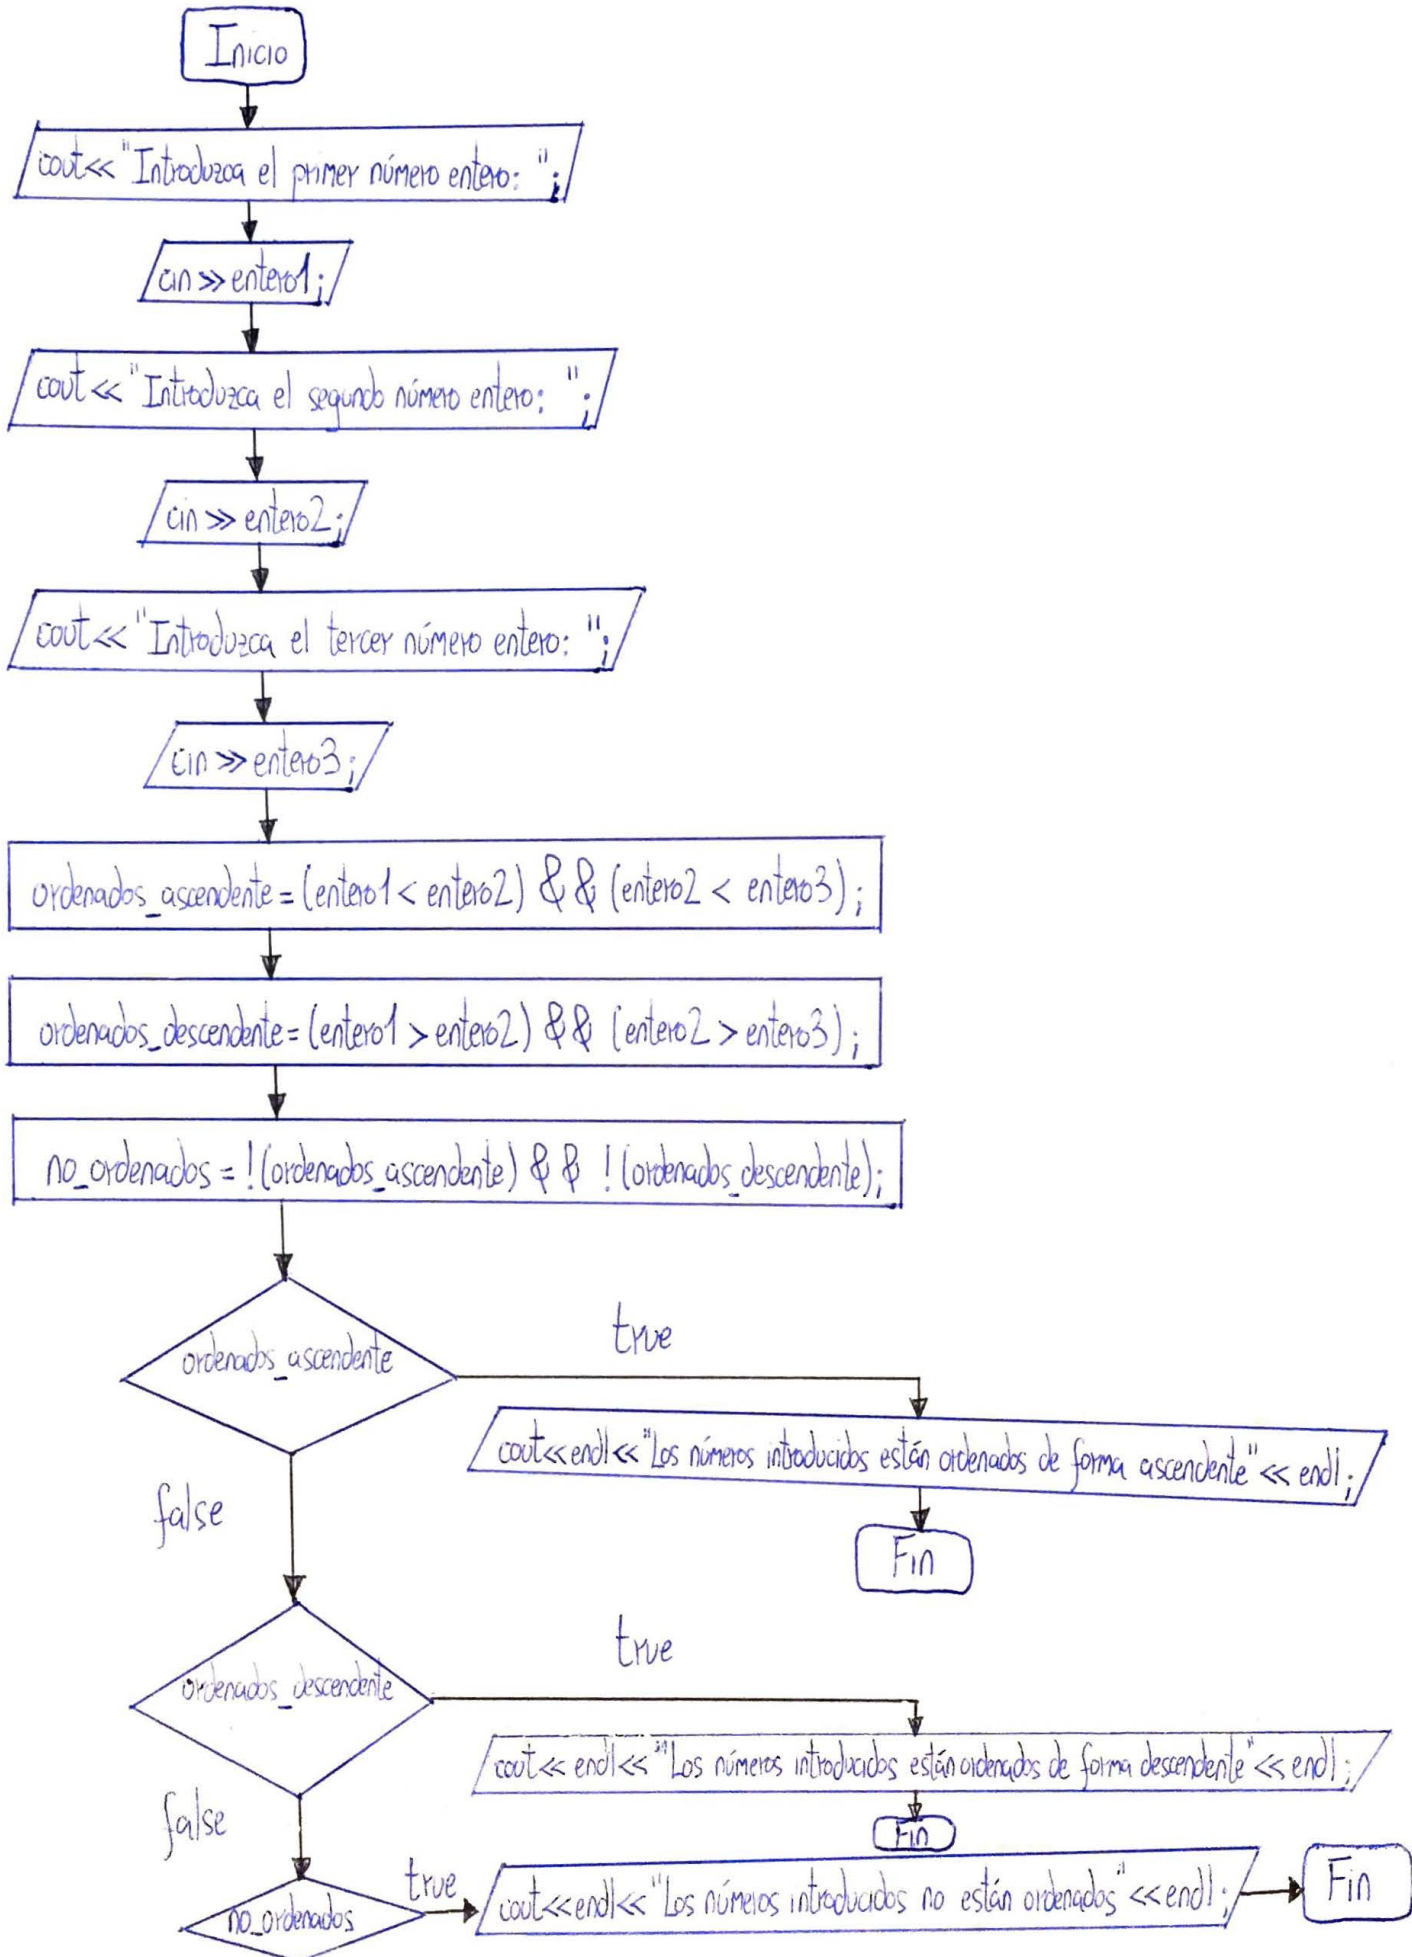 Inicio
cout<<"Introduzca el primer número entero: ";
cin>>entero1;
cout<<"Introduzca el segundo número entero: ";
cin>>entero2;
cout<<"Introduzca el tercer número entero: ";
cin>>entero3;
ordenados_ascendente=(entero1<entero2) && (entero2 < entero3);
ordenados_descendente=(entero1>entero2) && (entero2>entero3);
no_ordenados=!(ordenados_ascendente) && !(ordenados_descendente);
ordenados_ascendente
true
cout<<endl<<"Los números introducidos están ordenados de forma ascendente"<<endl;
false
Fin
ordenados_descendente
true
cout<<endl<<"Los números introducidos están ordenados de forma descendente"<<endl;
false
Fin
no_ordenados
true
cout<<endl<<"Los números introducidos no están ordenados"<<endl;
Fin